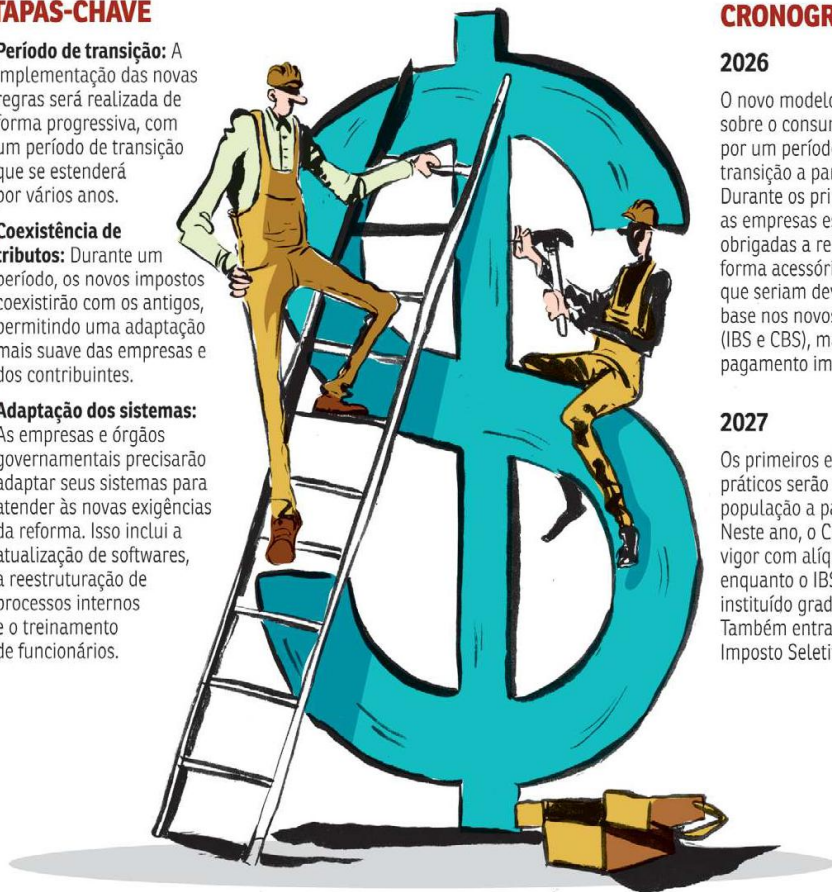 TAPAS-CHAVE
Período de transição: A
implementação das novas
regras será realizada de
forma progressiva, com
um período de transição
que se estenderá
por vários anos.
Coexistência de
tributos: Durante um
período, os novos impostos
coexistirão com os antigos,
permitindo uma adaptação
mais suave das empresas e
dos contribuintes.
Adaptação dos sistemas:
As empresas e órgãos
governamentais precisarão
adaptar seus sistemas para
atender às novas exigências
da reforma. Isso inclui a
atualização de softwares,
a reestruturação de
processos internos
e o treinamento
de funcionários.
CRONOGR
2026
O novo modelo
sobre o consu
por um período
transição a par
Durante os pri
as empresas e
obrigadas a re
forma acessóri
que seriam dev
base nos novos
(IBS e CBS), m
pagamento im
2027
Os primeiros e
práticos serão
população a pa
Neste ano, o C
vigor com alíq
enquanto o IBS
instituído grad
Também entra
Imposto Seleti